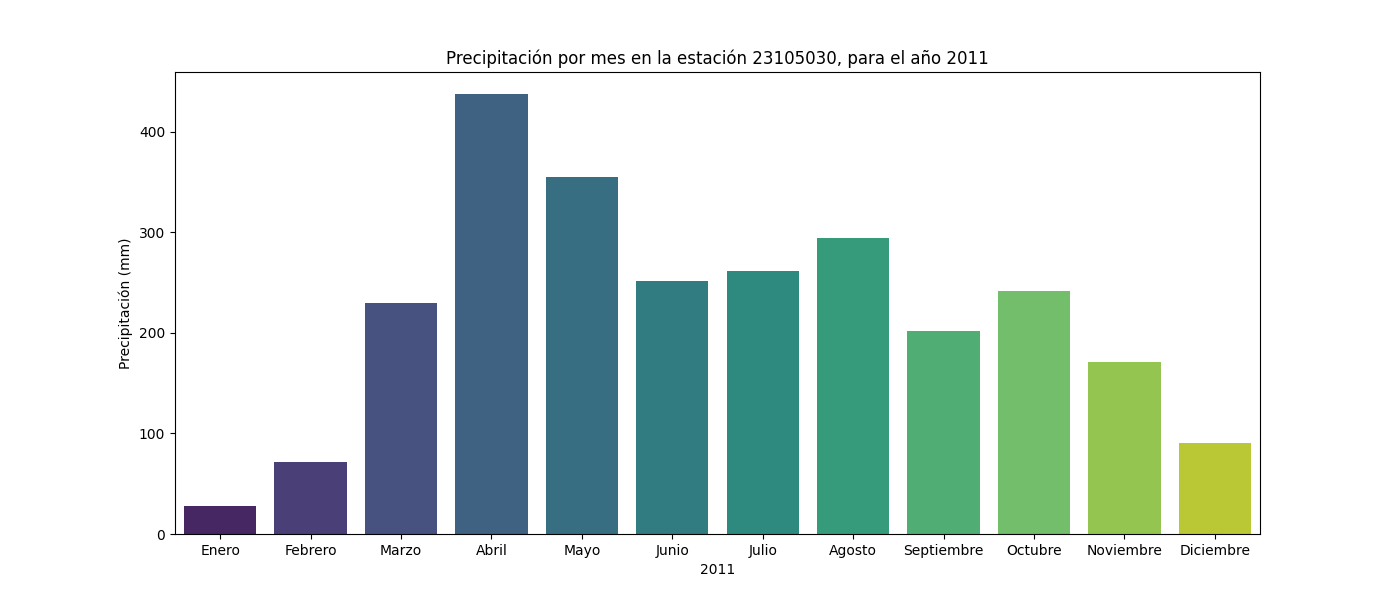 Precipitación por mes en la estación 23105030, para el año 2011
Precipitación (mm)
400
300
200
100
0
Enero Febrero Marzo Abril Mayo Junio Julio Agosto Septiembre Octubre Noviembre Diciembre
2011